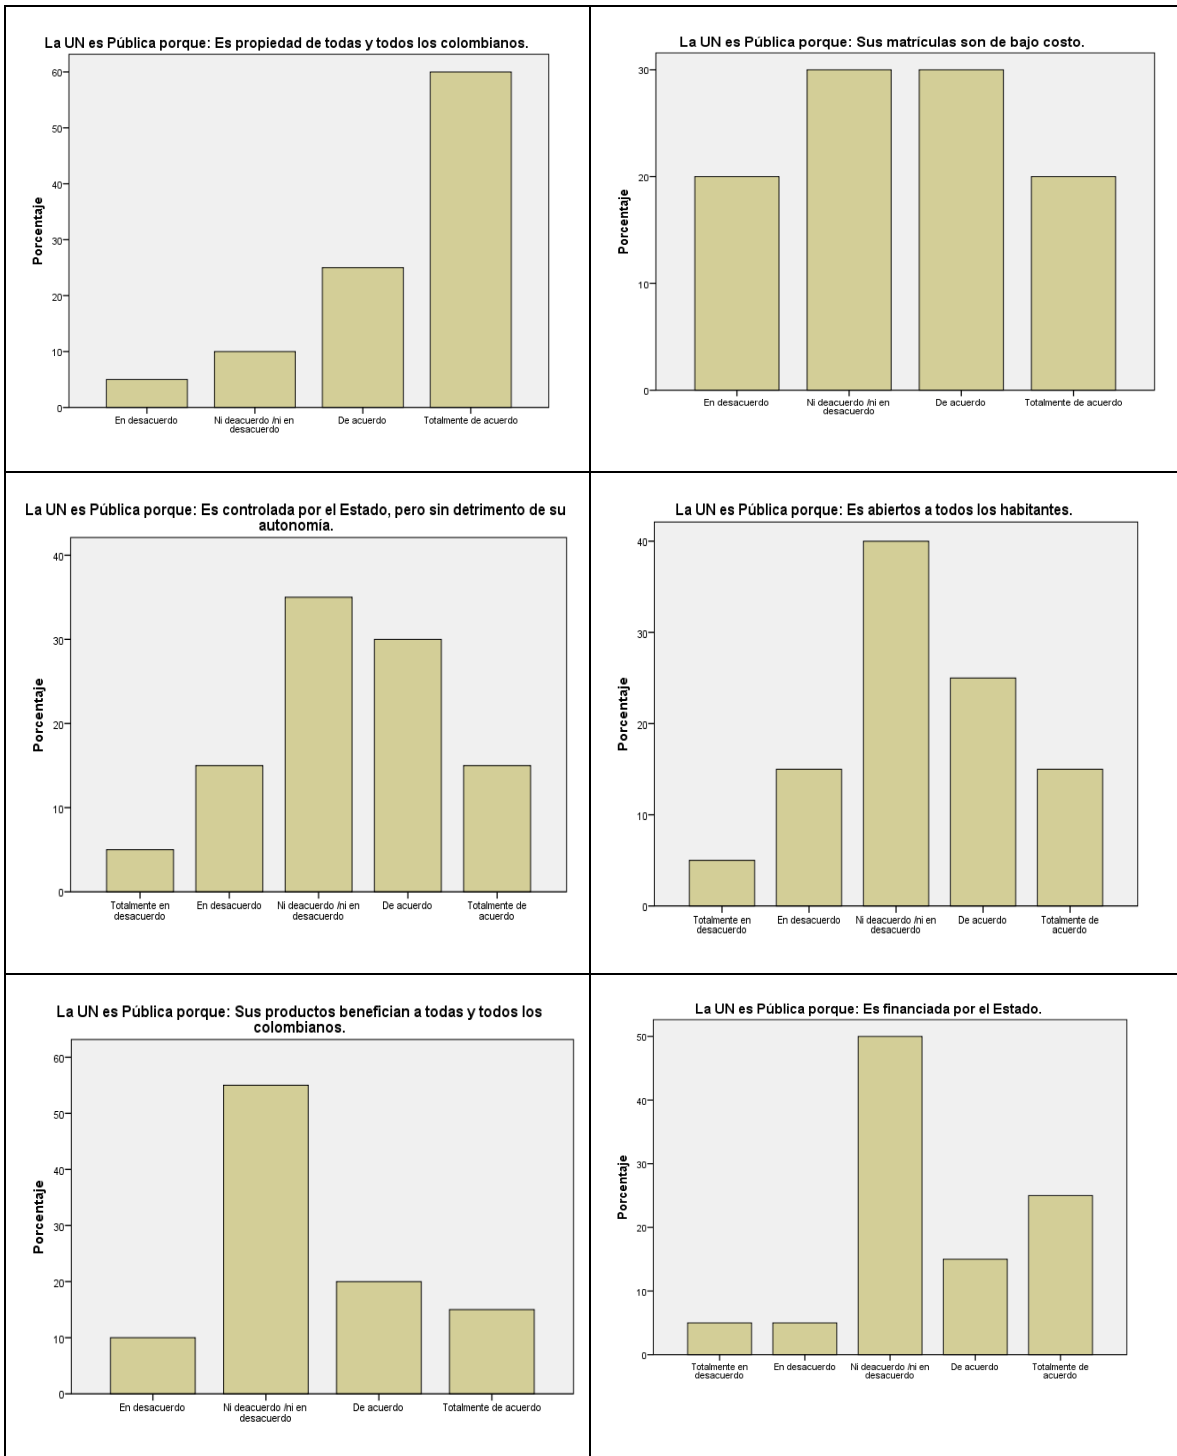 La UN es Pública porque: Es propiedad de todas y todos los colombianos.
Porcentaje
60
50
40
30
20
10
0
En desacuerdo
Ni deacuerdo /ni en
desacuerdo
De acuerdo
Totalmente de acuerdo
La UN es Pública porque: Sus matrículas son de bajo costo.
Porcentaje
30
20
10
0
En desacuerdo
Ni deacuerdo /ni en
desacuerdo
De acuerdo
Totalmente de acuerdo
La UN es Pública porque: Es controlada por el Estado, pero sin detrimento de su
autonomía.
Porcentaje
40
30
20
10
0
Totalmente en
desacuerdo
En desacuerdo
Ni deacuerdo /ni en
desacuerdo
De acuerdo
Totalmente de
acuerdo
La UN es Pública porque: Es abiertos a todos los habitantes.
Porcentaje
40
30
20
10
0
Totalmente en
desacuerdo
En desacuerdo
Ni deacuerdo /ni en
desacuerdo
De acuerdo
Totalmente de
acuerdo
La UN es Pública porque: Sus productos benefician a todas y todos los
colombianos.
Porcentaje
60
50
40
30
20
10
0
En desacuerdo
Ni deacuerdo /ni en
desacuerdo
De acuerdo
Totalmente de acuerdo
La UN es Pública porque: Es financiada por el Estado.
Porcentaje
50
40
30
20
10
0
Totalmente en
desacuerdo
En desacuerdo
Ni deacuerdo /ni en
desacuerdo
De acuerdo
Totalmente de
acuerdo